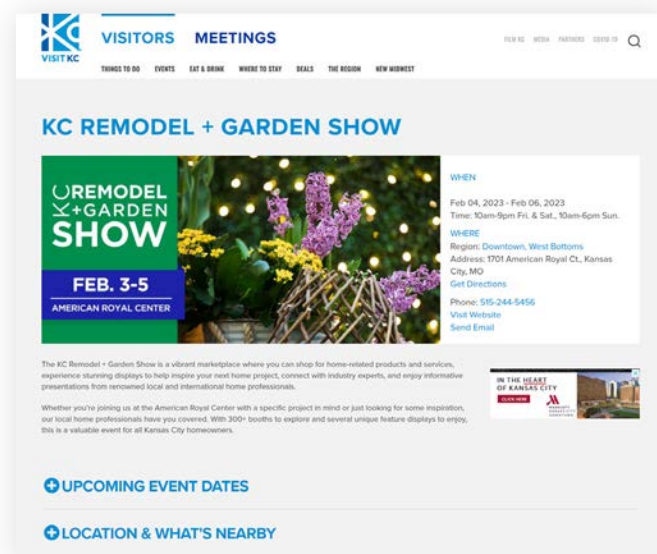 VISIT KC
VISITORS MEETINGS
FILM KC MEDIA PARTNERS COVID-19
THINGS TO DO EVENTS EAT & DRINK WHERE TO STAY DEALS THE REGION NEW MIDWEST
KC REMODEL + GARDEN SHOW
KC REMODEL
+GARDEN
SHOW
FEB. 3-5
AMERICAN ROYAL CENTER
WHEN
Feb 04, 2023 - Feb 06, 2023
Time: 10am-9pm Fri. & Sat., 10am-6pm Sun.
WHERE
Region: Downtown, West Bottoms
Address: 1701 American Royal Ct., Kansas
City, MO
Get Directions
Phone: 515-244-5456
Visit Website
Send Email
The KC Remodel + Garden Show is a vibrant marketplace where you can shop for home-related products and services,
experience stunning displays to help inspire your next home project, connect with industry experts, and enjoy informative
presentations from renowned local and international home professionals.
Whether you're joining us at the American Royal Center with a specific project in mind or just looking for some inspiration,
our local home professionals have you covered. With 300+ booths to explore and several unique feature displays to enjoy,
this is a valuable event for all Kansas City homeowners.
IN THE HEART
OF KANSAS CITY
CLICK HERE
MARRIOTT
KANSAS CITY
DOWNTOWN
UPCOMING EVENT DATES
LOCATION & WHAT'S NEARBY